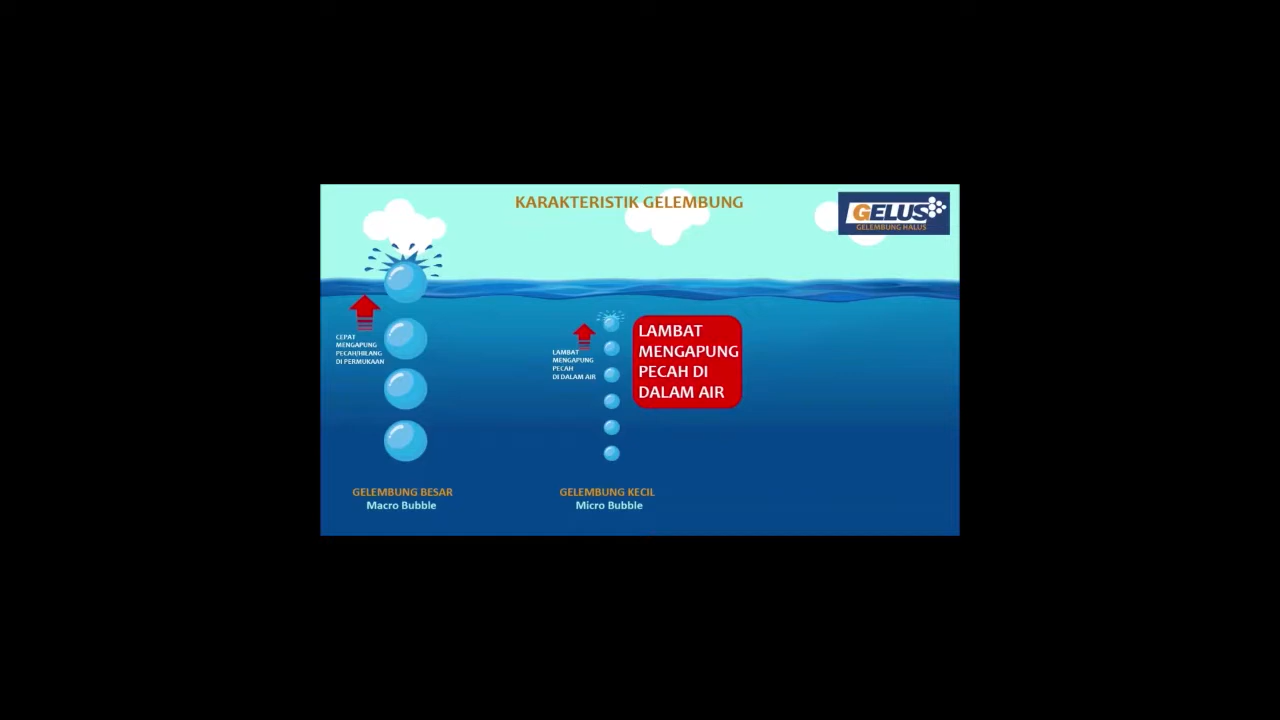 KARAKTERISTIK GELEMBUNG
GELUS
GELEMBUNG HALUS
CEPAT
MENGAPUNG
PECAH/HILANG
DI PERMUKAAN
LAMBAT
MENGAPUNG
PECAH
DI DALAM AIR
LAMBAT
MENGAPUNG
PECAH DI
DALAM AIR
GELEMBUNG BESAR
Macro Bubble
GELEMBUNG KECIL
Micro Bubble